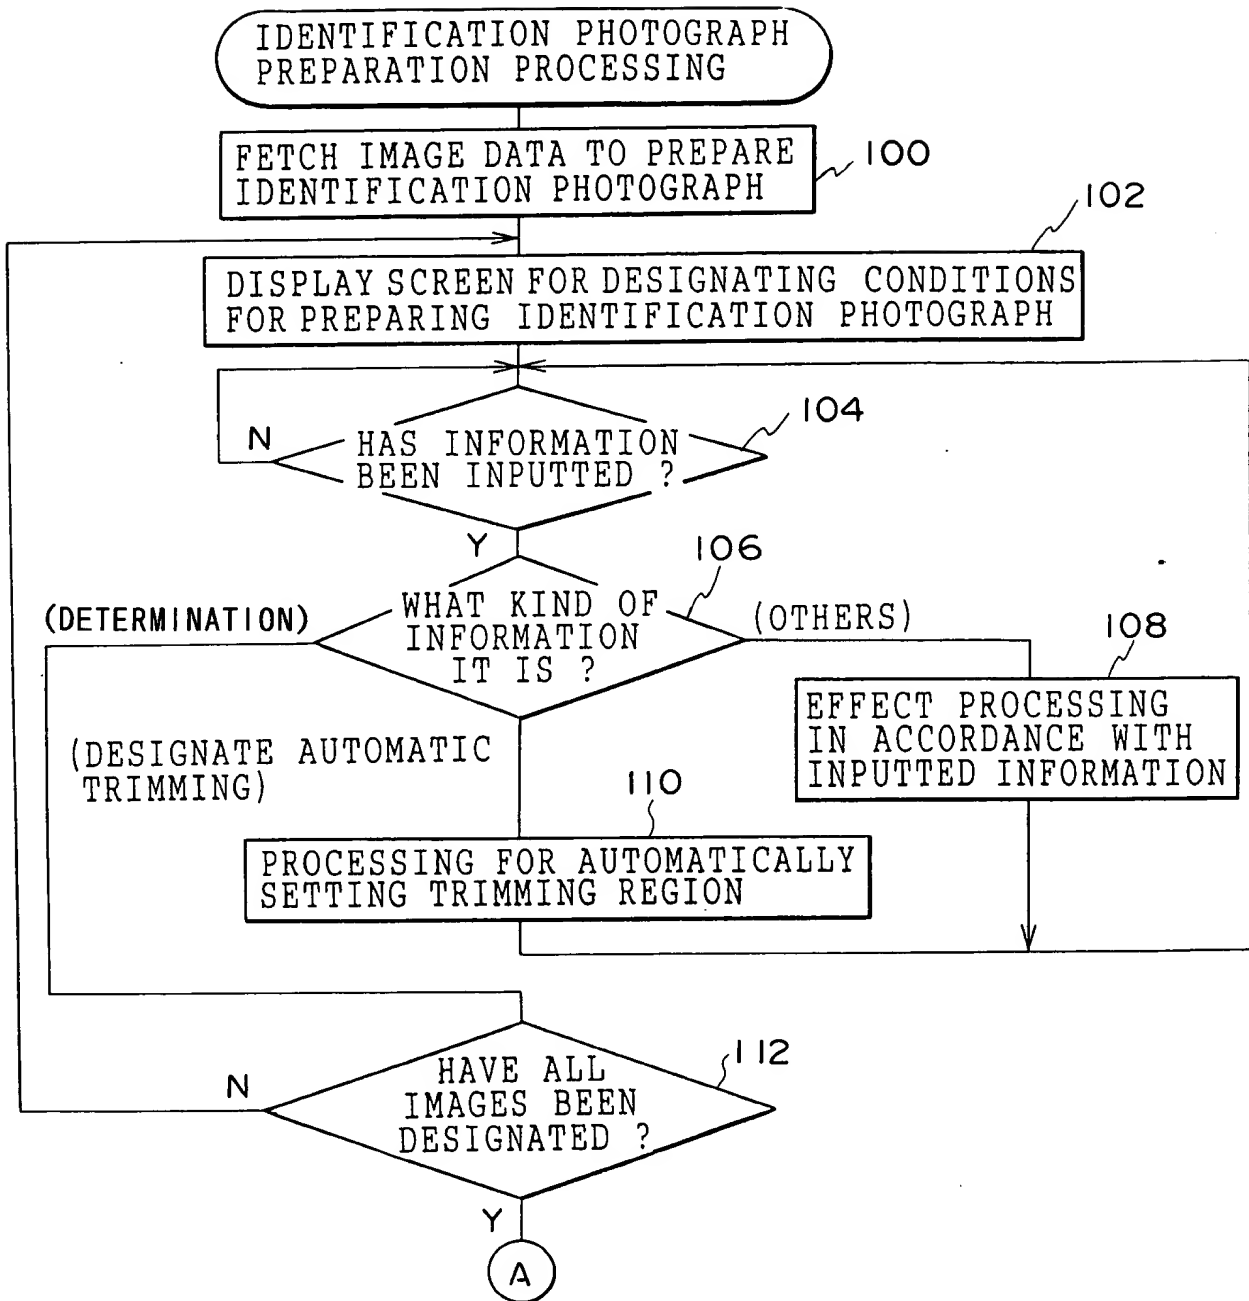 IDENTIFICATION PHOTOGRAPH
PREPARATION PROCESSING
FETCH IMAGE DATA TO PREPARE
IDENTIFICATION PHOTOGRAPH
100
102
DISPLAY SCREEN FOR DESIGNATING CONDITIONS
FOR PREPARING IDENTIFICATION PHOTOGRAPH
104
N
HAS INFORMATION
BEEN INPUTTED ?
Y
106
(DETERMINATION)
WHAT KIND OF
INFORMATION
IT IS ?
(OTHERS)
108
EFFECT PROCESSING
IN ACCORDANCE WITH
INPUTTED INFORMATION
(DESIGNATE AUTOMATIC
TRIMMING)
110
PROCESSING FOR AUTOMATICALLY
SETTING TRIMMING REGION
112
N
HAVE ALL
IMAGES BEEN
DESIGNATED ?
Y
A